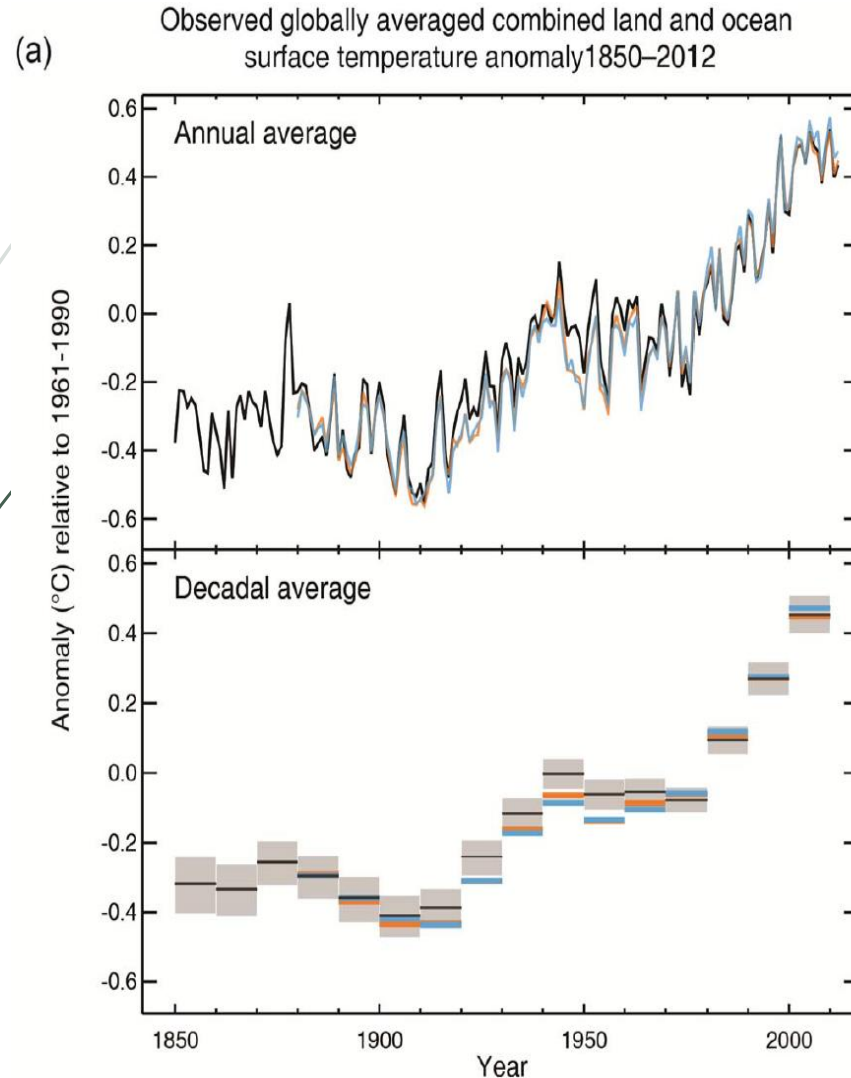 Observed globally averaged combined land and ocean
(a)
surface temperature anomaly1850–2012
Anomaly (°C) relative to 1961-1990
Annual average
0.6
0.4
0.2
0.0
-0.2
-0.4
-0.6
Decadal average
0.6
0.4
0.2
0.0
-0.2
-0.4
-0.6
1850
1900
1950
2000
Year